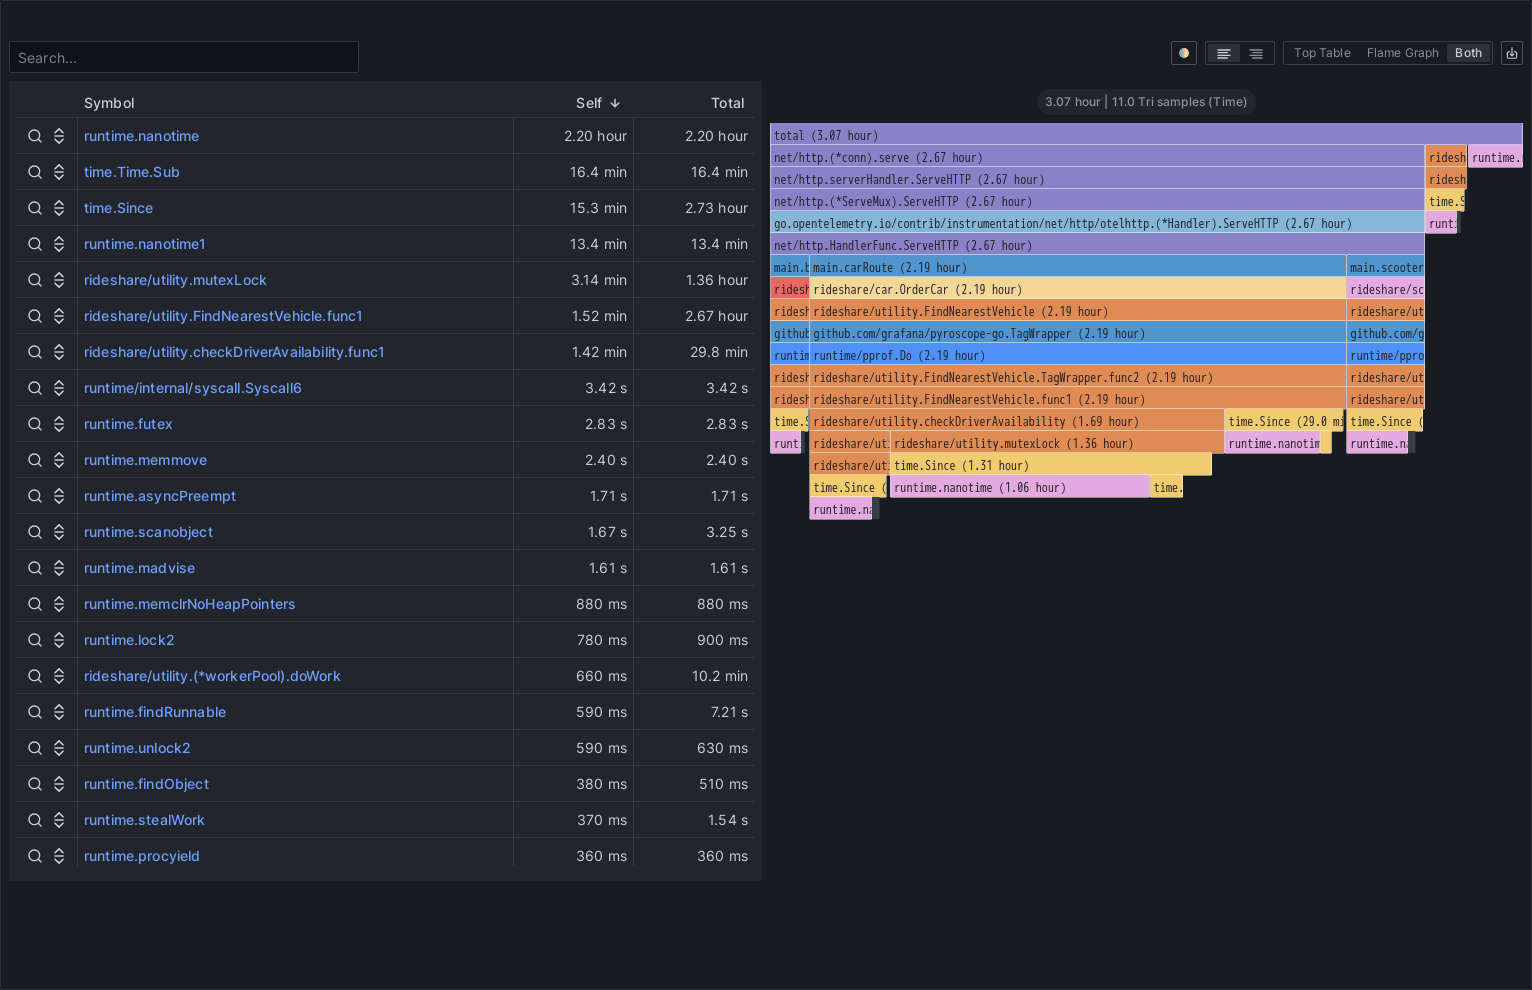 Search...
Top Table Flame Graph Both
Symbol Self Total
runtime.nanotime 2.20 hour 2.20 hour
time.Time.Sub 16.4 min 16.4 min
time.Since 15.3 min 2.73 hour
runtime.nanotime1 13.4 min 13.4 min
rideshare/utility.mutexLock 3.14 min 1.36 hour
rideshare/utility.FindNearestVehicle.func1 1.52 min 2.67 hour
rideshare/utility.checkDriverAvailability.func1 1.42 min 29.8 min
runtime/internal/syscall.Syscall6 3.42 s 3.42 s
runtime.futex 2.83 s 2.83 s
runtime.memmove 2.40 s 2.40 s
runtime.asyncPreempt 1.71 s 1.71 s
runtime.scanobject 1.67 s 3.25 s
runtime.madvise 1.61 s 1.61 s
runtime.memclrNoHeapPointers 880 ms 880 ms
runtime.lock2 780 ms 900 ms
rideshare/utility.(*workerPool).doWork 660 ms 10.2 min
runtime.findRunnable 590 ms 7.21 s
runtime.unlock2 590 ms 630 ms
runtime.findObject 380 ms 510 ms
runtime.stealWork 370 ms 1.54 s
runtime.procyield 360 ms 360 ms
3.07 hour | 11.0 Tri samples (Time)
total (3.07 hour)
net/http.(*conn).serve (2.67 hour) ridesh runtime.
net/http.serverHandler.ServeHTTP (2.67 hour) ridesh
net/http.(*ServeMux).ServeHTTP (2.67 hour) time.S
go.opentelemetry.io/contrib/instrumentation/net/http/otelhttp.(*Handler).ServeHTTP (2.67 hour) runti
net/http.HandlerFunc.ServeHTTP (2.67 hour)
main.b main.carRoute (2.19 hour) main.scooter
ridesh rideshare/car.OrderCar (2.19 hour) rideshare/sc
ridesh rideshare/utility.FindNearestVehicle (2.19 hour) rideshare/ut
github github.com/grafana/pyroscope-go.TagWrapper (2.19 hour) github.com/g
runtim runtime/pprof.Do (2.19 hour) runtime/ppro
ridesh rideshare/utility.FindNearestVehicle.TagWrapper.func2 (2.19 hour) rideshare/ut
ridesh rideshare/utility.FindNearestVehicle.func1 (2.19 hour) rideshare/ut
time.S rideshare/utility.checkDriverAvailability (1.69 hour) time.Since (29.0 mi time.Since (
runt rideshare/ut rideshare/utility.mutexLock (1.36 hour) runtime.nanotim runtime.na
rideshare/ut time.Since (1.31 hour)
time.Since ( runtime.nanotime (1.06 hour) time.
runtime.na